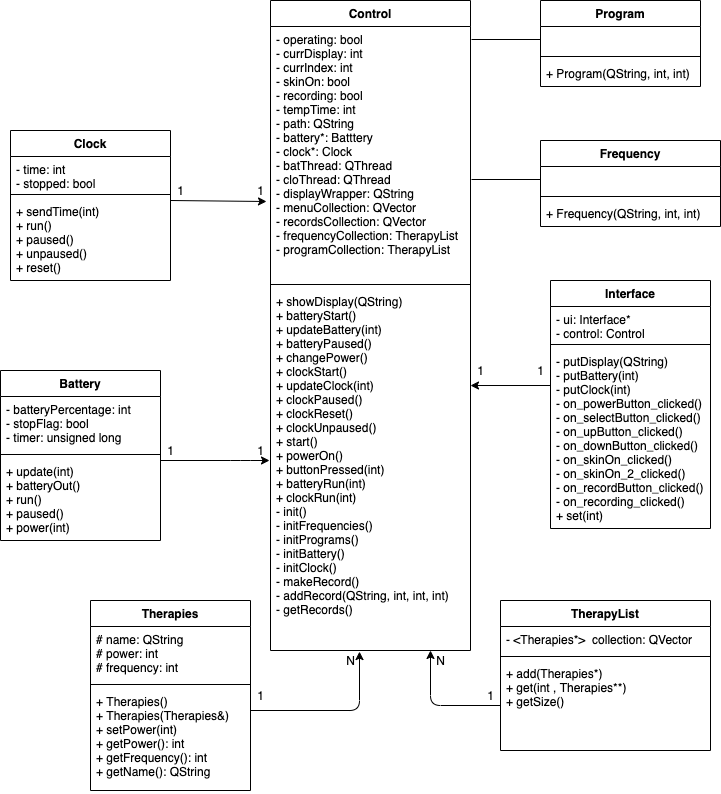 Control
- operating: bool
- currDisplay: int
- currIndex: int
- skinOn: bool
- recording: bool
- tempTime: int
- path: QString
- battery*: Batttery
- clock*: Clock
- batThread: QThread
- cloThread: QThread
- displayWrapper: QString
- menuCollection: QVector
- recordsCollection: QVector
- frequencyCollection: TherapyList
- programCollection: TherapyList
+ showDisplay(QString)
+ batteryStart()
+ updateBattery(int)
+ batteryPaused()
+ changePower()
+ clockStart()
+ updateClock(int)
+ clockPaused()
+ clockReset()
+ clockUnpaused()
+ start()
+ powerOn()
+ buttonPressed(int)
+ batteryRun(int)
+ clockRun(int)
- init()
- initFrequencies()
- initPrograms()
- initBattery()
- initClock()
- makeRecord()
- addRecord(QString, int, int, int)
- getRecords()
Program
+ Program(QString, int, int)
Clock
- time: int
- stopped: bool
+ sendTime(int)
+ run()
+ paused()
+ unpaused()
+ reset()
1
1
Frequency
+ Frequency(QString, int, int)
Interface
- ui: Interface*
- control: Control
- putDisplay(QString)
- putBattery(int)
- putClock(int)
- on_powerButton_clicked()
- on_selectButton_clicked()
- on_upButton_clicked()
- on_downButton_clicked()
- on_skinOn_clicked()
- on_skinOn_2_clicked()
- on_recordButton_clicked()
- on_recording_clicked()
+ set(int)
1
1
Battery
- batteryPercentage: int
- stopFlag: bool
- timer: unsigned long
+ update(int)
+ batteryOut()
+ run()
+ paused()
+ power(int)
1
1
Therapies
# name: QString
# power: int
# frequency: int
+ Therapies()
+ Therapies(Therapies&)
+ setPower(int)
+ getPower(): int
+ getFrequency(): int
+ getName(): QString
1
N
TherapyList
- <Therapies*> collection: QVector
+ add(Therapies*)
+ get(int , Therapies**)
+ getSize()
N
1